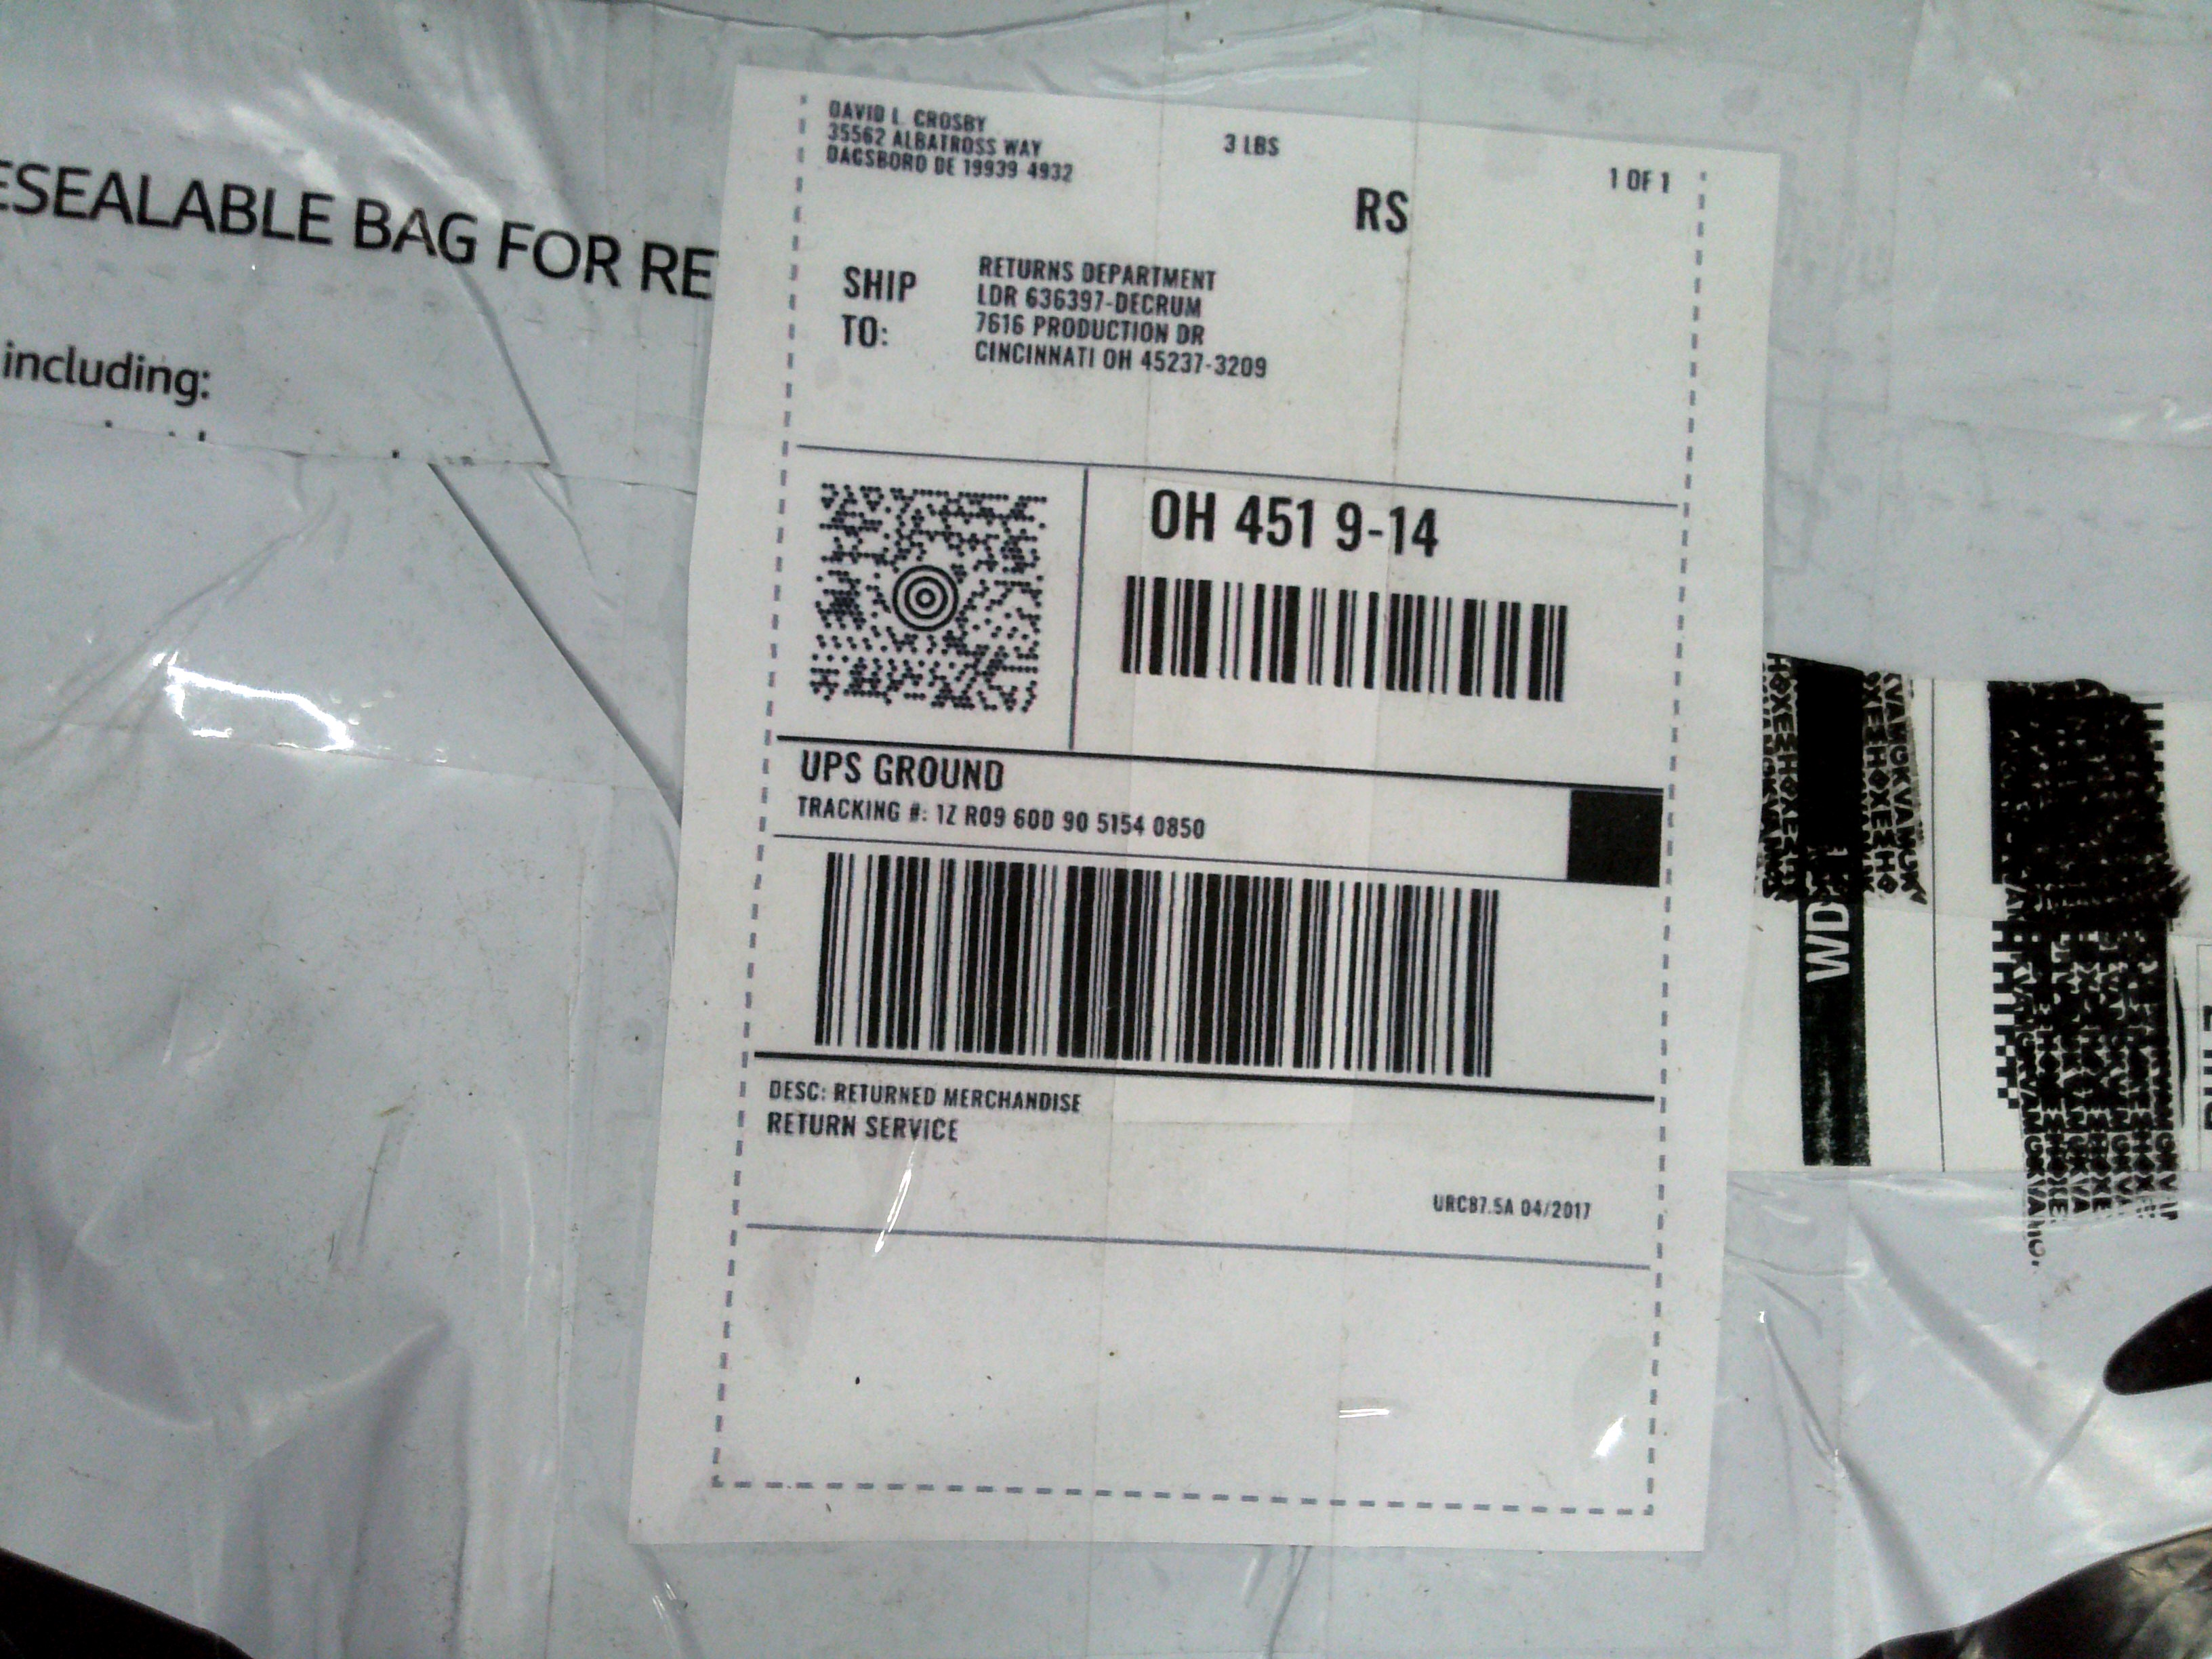 DAVID L. CROSBY
35562 ALBATROSS WAY
DAGSBORO DE 19939-4932
3 LBS
1 OF 1
RS
SHIP
TO:
RETURNS DEPARTMENT
LDR 636397-DECRUM
7616 PRODUCTION DR
CINCINNATI OH 45237-3209
OH 451 9-14
UPS GROUND
TRACKING #: 1Z R09 60D 90 5154 0850
DESC: RETURNED MERCHANDISE
RETURN SERVICE
URC87.5A 04/2017
ESEALABLE BAG FOR RE
including:
WD